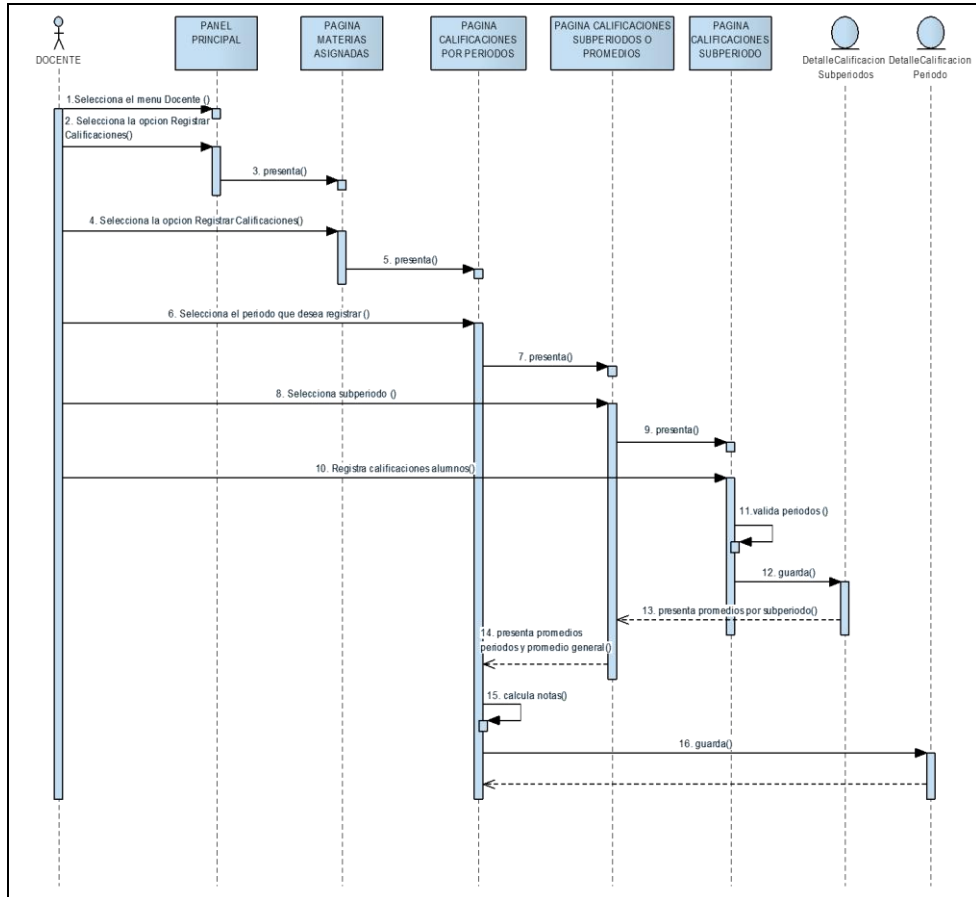 DOCENTE
PANEL
PRINCIPAL
PAGINA
MATERIAS
ASIGNADAS
PAGINA
CALIFICACIONES
POR PERIODOS
PAGINA CALIFICACIONES
SUBPERIODOS O
PROMEDIOS
PAGINA
CALIFICACIONES
SUBPERIODO
DetalleCalificacion
Subperiodos
DetalleCalificacion
Periodo
1.Selecciona el menu Docente ()
2. Selecciona la opcion Registrar
Calificaciones()
3. presenta()
4. Selecciona la opcion Registrar Calificaciones()
5. presenta()
6. Selecciona el periodo que desea registrar ()
7. presenta()
8. Selecciona subperiodo ()
9. presenta()
10. Registra calificaciones alumnos()
11.valida periodos ()
12. guarda()
13. presenta promedios por subperiodo()
14. presenta promedios
periodos y promedio general()
15. calcula notas()
16. guarda()